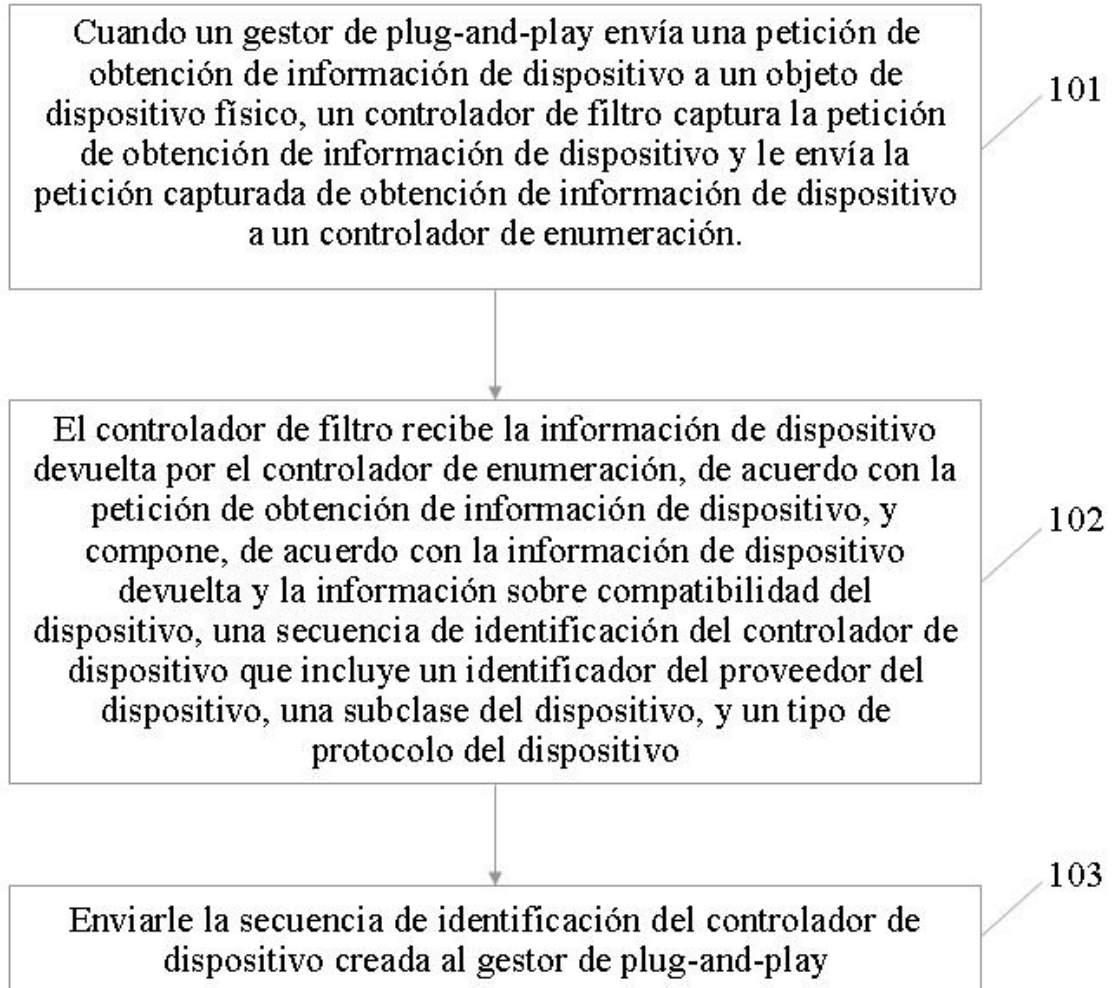 Cuando un gestor de plug-and-play envía una petición de
obtención de información de dispositivo a un objeto de
dispositivo físico, un controlador de filtro captura la petición
de obtención de información de dispositivo y le envía la
petición capturada de obtención de información de dispositivo
a un controlador de enumeración.
101
El controlador de filtro recibe la información de dispositivo
devuelta por el controlador de enumeración, de acuerdo con la
petición de obtención de información de dispositivo, y
compone, de acuerdo con la información de dispositivo
devuelta y la información sobre compatibilidad del
dispositivo, una secuencia de identificación del controlador de
dispositivo que incluye un identificador del proveedor del
dispositivo, una subclase del dispositivo, y un tipo de
protocolo del dispositivo
102
Enviarle la secuencia de identificación del controlador de
dispositivo creada al gestor de plug-and-play
103